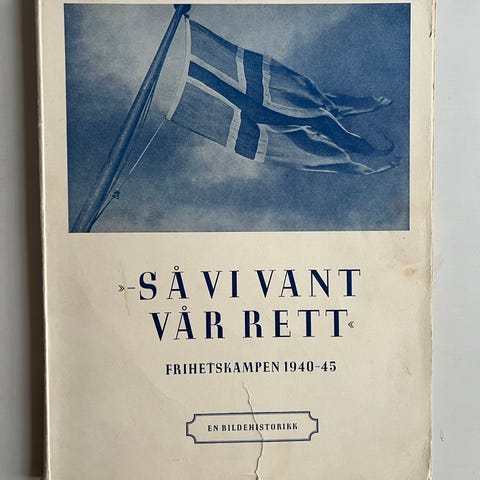 »–SÅ VI VANT
VÅR RETT«
FRIHETSKAMPEN 1940-45
EN BILDEHISTORIKK